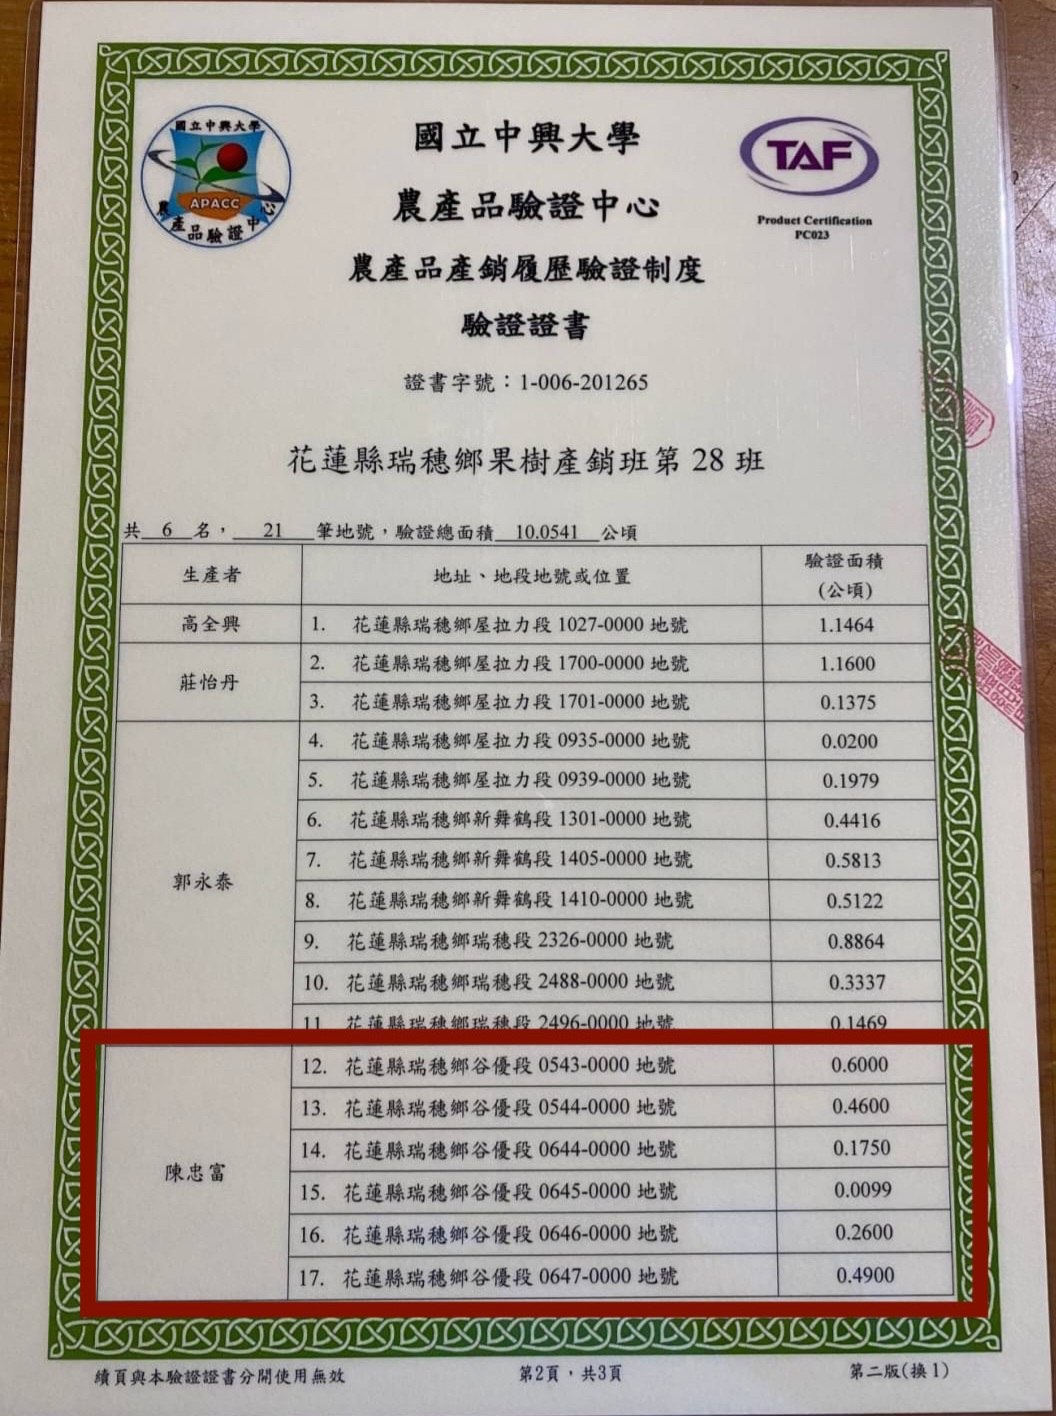 國立中興大學
APACC
農產品驗證中心
TAF
Product Certification
PC023
國立中興大學
農產品驗證中心
農產品產銷履歷驗證制度
驗證證書
證書字號：1-006-201265
花蓮縣瑞穗鄉果樹產銷班第 28 班
共 6 名， 21 筆地號，驗證總面積 10.0541 公頃
生產者 地址、地段地號或位置 驗證面積
(公頃)
高全興 1. 花蓮縣瑞穗鄉屋拉力段 1027-0000 地號 1.1464
莊怡丹 2. 花蓮縣瑞穗鄉屋拉力段 1700-0000 地號 1.1600
3. 花蓮縣瑞穗鄉屋拉力段 1701-0000 地號 0.1375
郭永泰 4. 花蓮縣瑞穗鄉屋拉力段 0935-0000 地號 0.0200
5. 花蓮縣瑞穗鄉屋拉力段 0939-0000 地號 0.1979
6. 花蓮縣瑞穗鄉新舞鶴段 1301-0000 地號 0.4416
7. 花蓮縣瑞穗鄉新舞鶴段 1405-0000 地號 0.5813
8. 花蓮縣瑞穗鄉新舞鶴段 1410-0000 地號 0.5122
9. 花蓮縣瑞穗鄉瑞穗段 2326-0000 地號 0.8864
10. 花蓮縣瑞穗鄉瑞穗段 2488-0000 地號 0.3337
11. 花蓮縣瑞穗鄉瑞穗段 2496-0000 地號 0.1469
陳忠富 12. 花蓮縣瑞穗鄉谷優段 0543-0000 地號 0.6000
13. 花蓮縣瑞穗鄉谷優段 0544-0000 地號 0.4600
14. 花蓮縣瑞穗鄉谷優段 0644-0000 地號 0.1750
15. 花蓮縣瑞穗鄉谷優段 0645-0000 地號 0.0099
16. 花蓮縣瑞穗鄉谷優段 0646-0000 地號 0.2600
17. 花蓮縣瑞穗鄉谷優段 0647-0000 地號 0.4900
續頁與本驗證證書分開使用無效 第2頁，共3頁 第二版(換1)